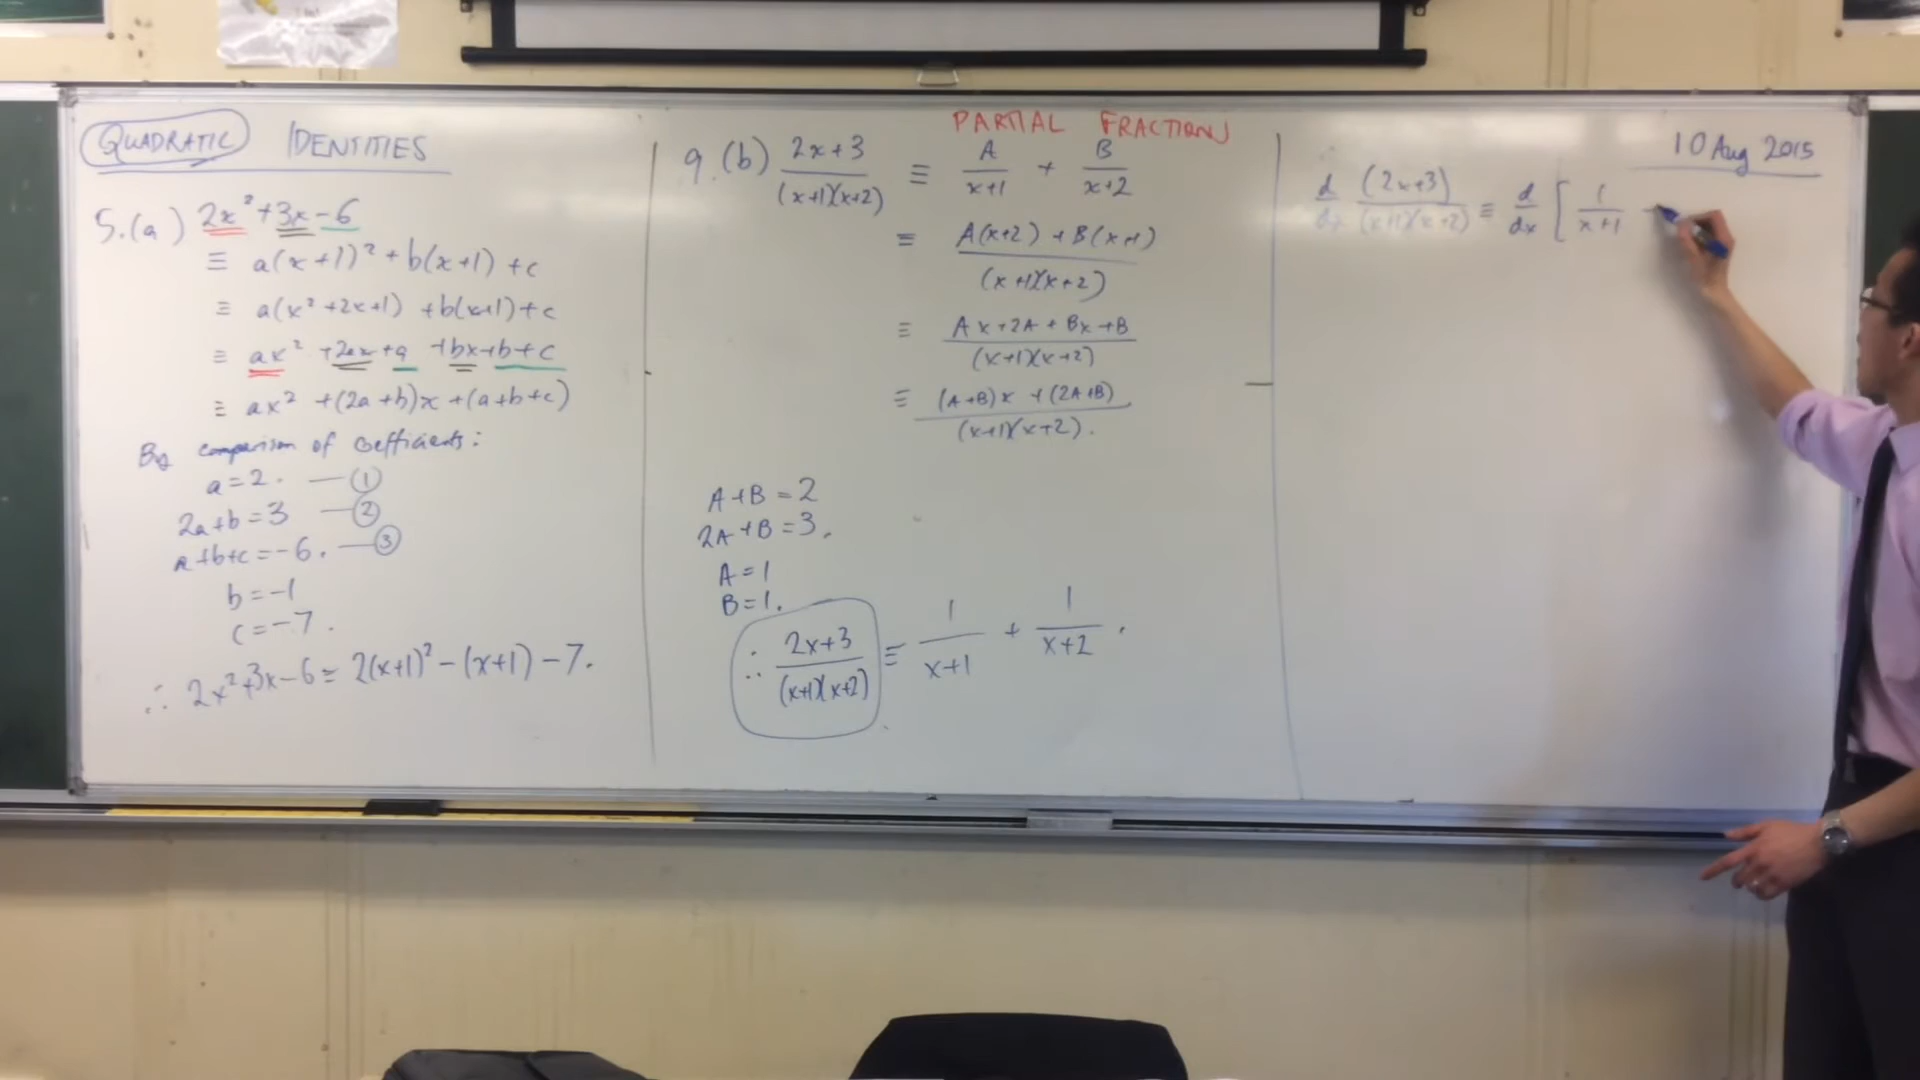 QUADRATIC IDENTITIES
5.(a) 2x² + 3x - 6
≡ a(x+1)² + b(x+1) + c
≡ a(x²+2x+1) + b(x+1) + c
≡ ax² + 2ax + a + bx + b + c
≡ ax² + (2a+b)x + (a+b+c)
By comparison of coefficients:
a = 2. — ①
2a+b = 3 — ②
a+b+c = -6. — ③
b = -1
c = -7.
∴ 2x²+3x-6 ≡ 2(x+1)² - (x+1) - 7.
PARTIAL FRACTIONS
9.(b) (2x+3)/((x+1)(x+2)) ≡ A/(x+1) + B/(x+2)
≡ (A(x+2) + B(x+1))/((x+1)(x+2))
≡ (Ax+2A+Bx+B)/((x+1)(x+2))
≡ ((A+B)x + (2A+B))/((x+1)(x+2)).
A+B = 2
2A+B = 3.
A = 1
B = 1.
∴ (2x+3)/((x+1)(x+2)) ≡ 1/(x+1) + 1/(x+2).
10 Aug 2015
d/dx (2x+3)/((x+1)(x+2)) ≡ d/dx [1/(x+1)